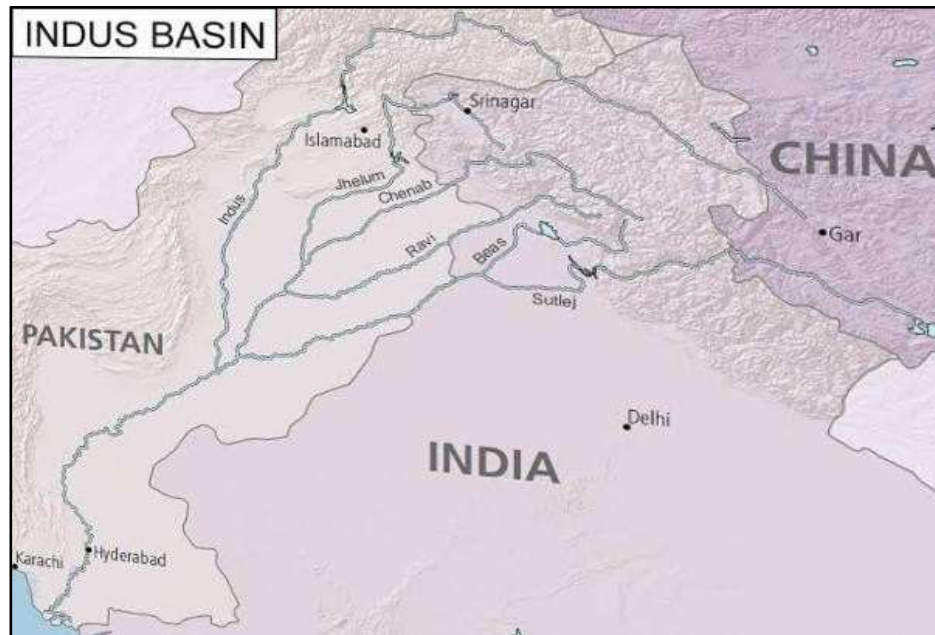 INDUS BASIN
Srinagar
Islamabad
CHINA
Jhelum
Chenab
Indus
Gar
Ravi
Beas
Sutlej
PAKISTAN
Delhi
INDIA
Hyderabad
Karachi